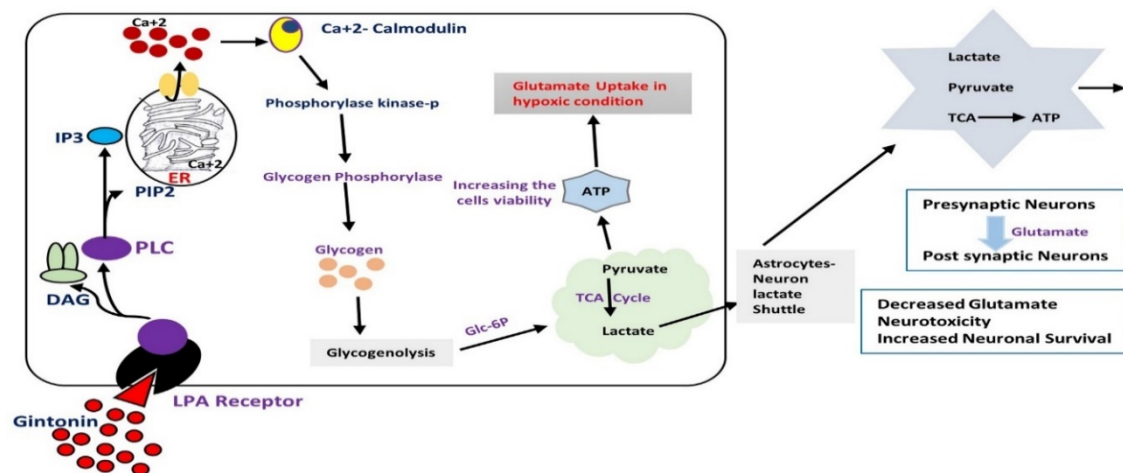 Ca+2
Ca+2- Calmodulin
Phosphorylase kinase-p
Glycogen Phosphorylase
Glycogen
Glycogenolysis
Glc-6P
IP3
Ca+2
ER
PIP2
PLC
DAG
LPA Receptor
Gintonin
Glutamate Uptake in
hypoxic condition
Increasing the
cells viability
ATP
Pyruvate
TCA Cycle
Lactate
Astrocytes-
Neuron
lactate
Shuttle
Lactate
Pyruvate
TCA ATP
Presynaptic Neurons
Glutamate
Post synaptic Neurons
Decreased Glutamate
Neurotoxicity
Increased Neuronal Survival